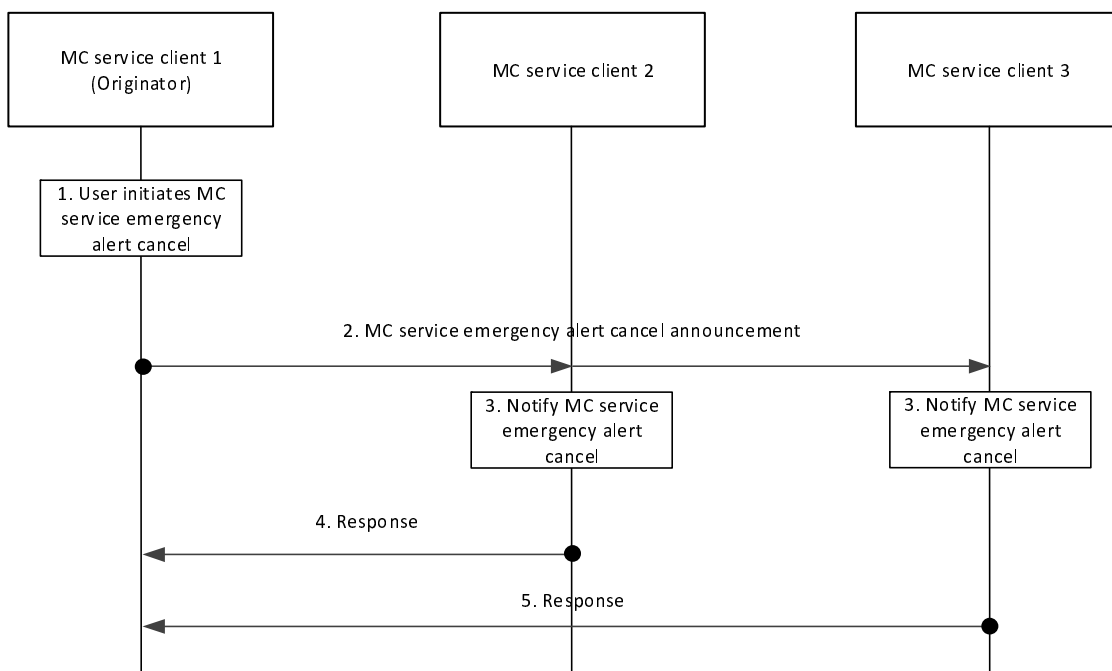 MC service client 1
(Originator)
MC service client 2
MC service client 3
1. User initiates MC
service emergency
alert cancel
2. MC service emergency alert cancel announcement
3. Notify MC service
emergency alert
cancel
3. Notify MC service
emergency alert
cancel
4. Response
5. Response